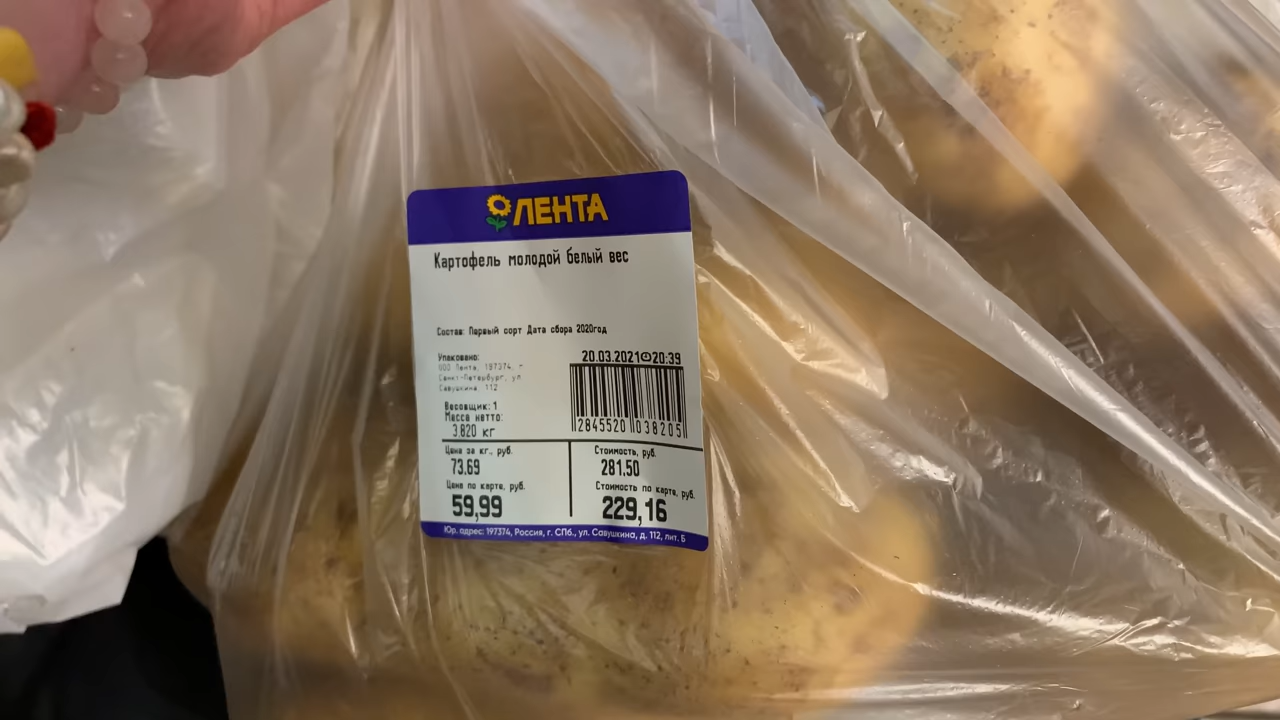 ЛЕНТА
Картофель молодой белый вес
Состав: Первый сорт Дата сбора 2020год
Упаковано:
20.03.2021 20:39
ООО Лента, 197374, г
Санкт-Петербург, ул
Савушкина, 112
Весовщик: 1
Масса нетто:
3.820 кг
2845520 038205
Цена за кг., руб.
73.69
Стоимость, руб.
281.50
Цена по карте, руб.
59,99
Стоимость по карте, руб.
229,16
Юр. адрес: 197374, Россия, г. СПб., ул. Савушкина, д. 112, лит. Б